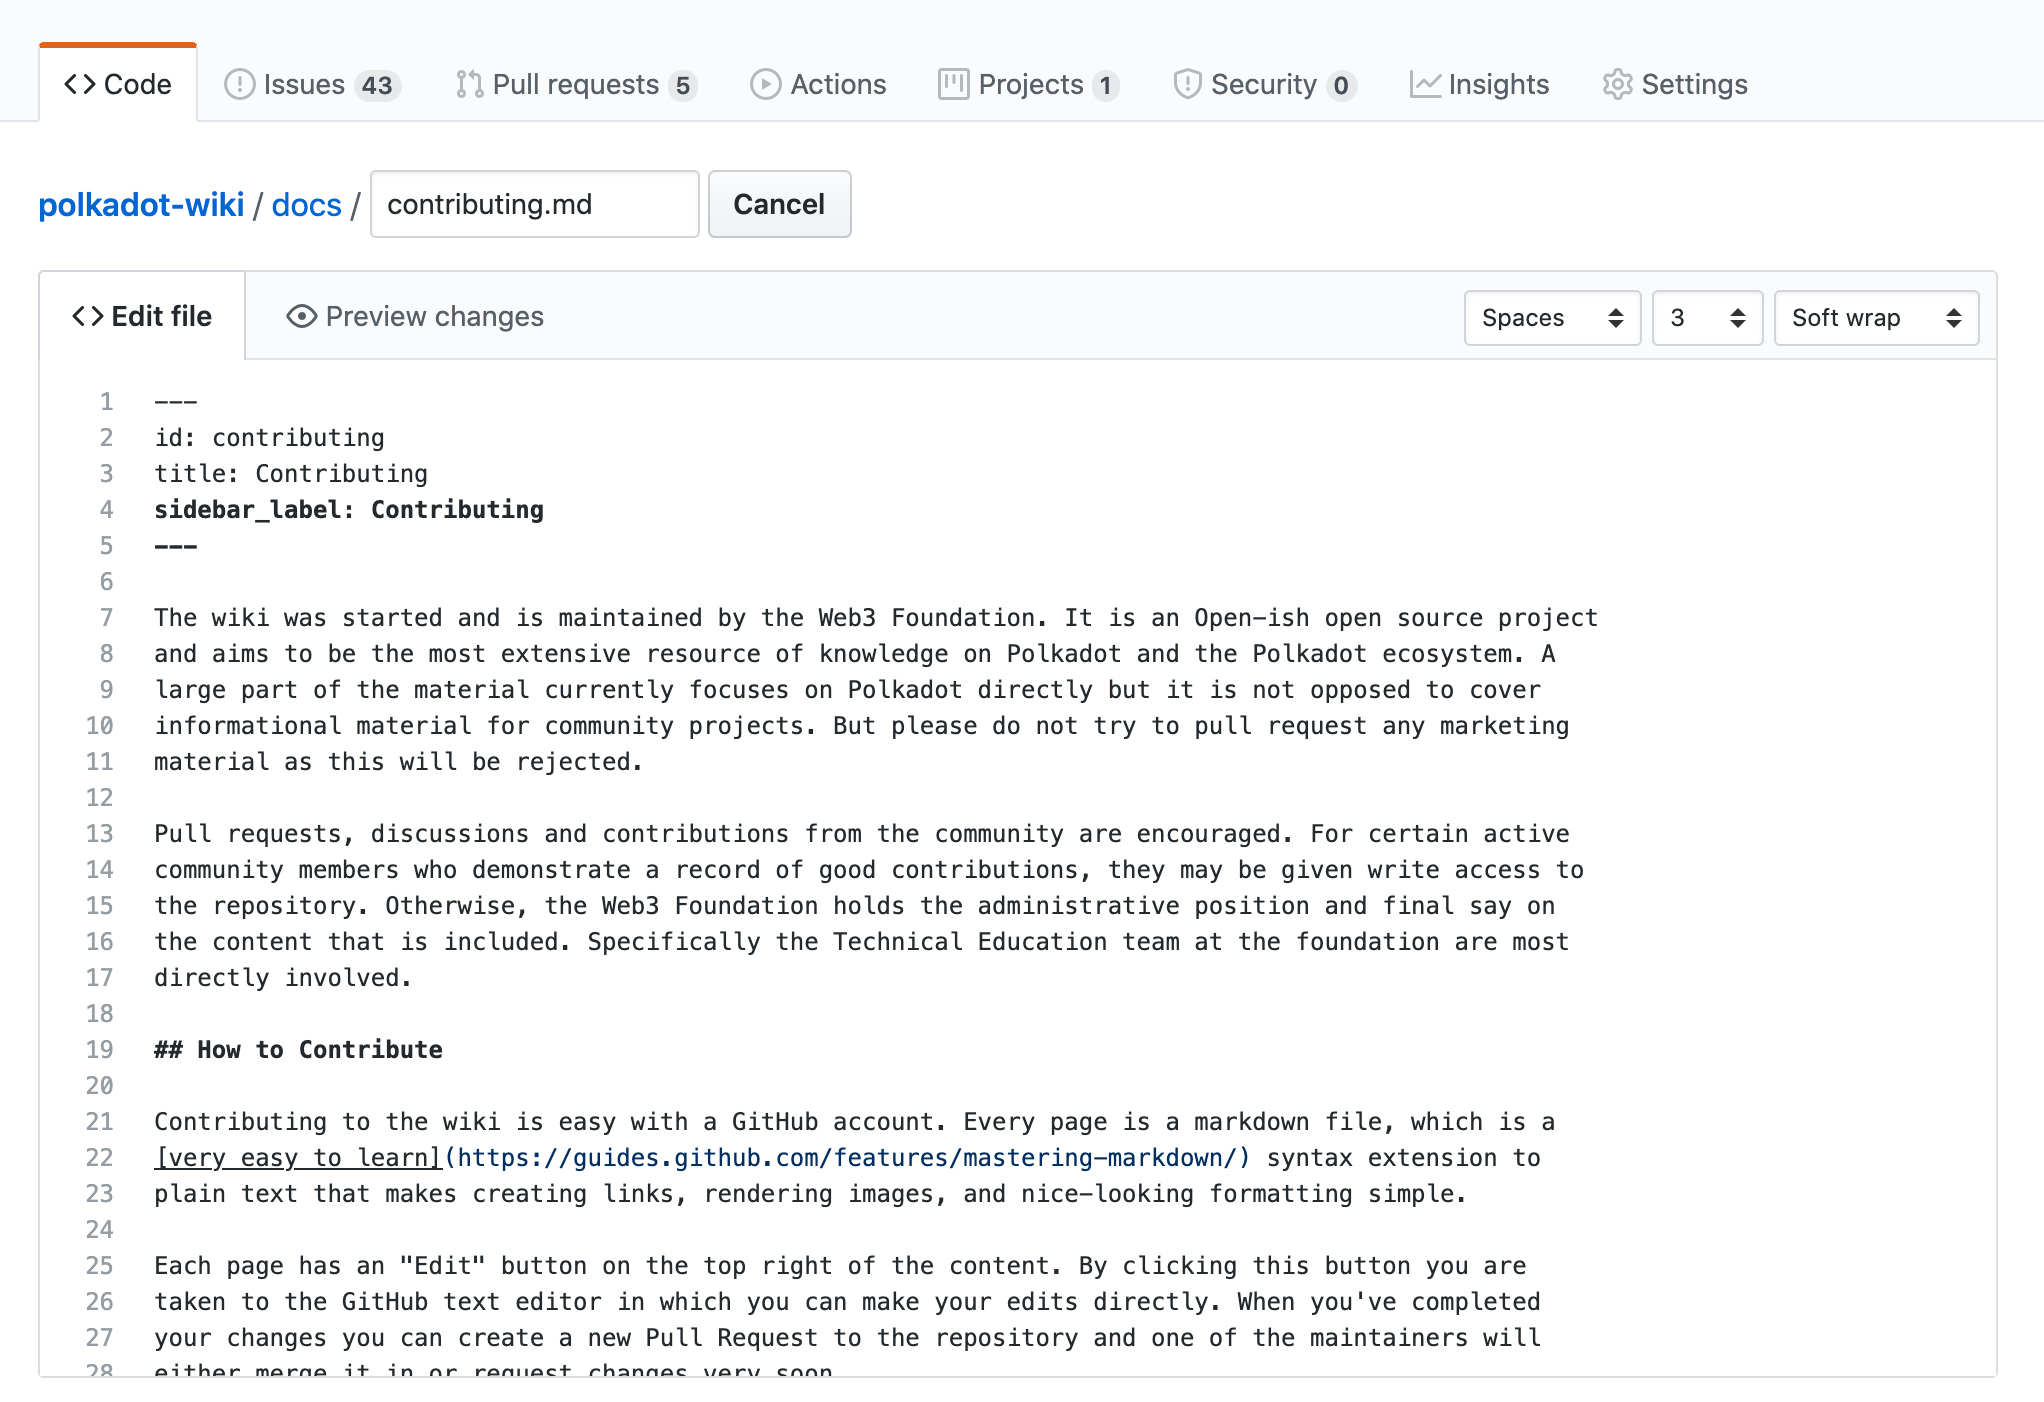 Code Issues 43 Pull requests 5 Actions Projects 1 Security 0 Insights Settings
polkadot-wiki / docs / contributing.md Cancel
Edit file Preview changes Spaces 3 Soft wrap
1 ---
2 id: contributing
3 title: Contributing
4 sidebar_label: Contributing
5 ---
6
7 The wiki was started and is maintained by the Web3 Foundation. It is an Open-ish open source project
8 and aims to be the most extensive resource of knowledge on Polkadot and the Polkadot ecosystem. A
9 large part of the material currently focuses on Polkadot directly but it is not opposed to cover
10 informational material for community projects. But please do not try to pull request any marketing
11 material as this will be rejected.
12
13 Pull requests, discussions and contributions from the community are encouraged. For certain active
14 community members who demonstrate a record of good contributions, they may be given write access to
15 the repository. Otherwise, the Web3 Foundation holds the administrative position and final say on
16 the content that is included. Specifically the Technical Education team at the foundation are most
17 directly involved.
18
19 ## How to Contribute
20
21 Contributing to the wiki is easy with a GitHub account. Every page is a markdown file, which is a
22 [very easy to learn](https://guides.github.com/features/mastering-markdown/) syntax extension to
23 plain text that makes creating links, rendering images, and nice-looking formatting simple.
24
25 Each page has an "Edit" button on the top right of the content. By clicking this button you are
26 taken to the GitHub text editor in which you can make your edits directly. When you've completed
27 your changes you can create a new Pull Request to the repository and one of the maintainers will
28 either merge it in or request changes very soon